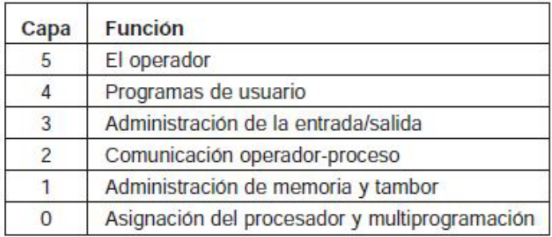 Capa Función
5 El operador
4 Programas de usuario
3 Administración de la entrada/salida
2 Comunicación operador-proceso
1 Administración de memoria y tambor
0 Asignación del procesador y multiprogramación